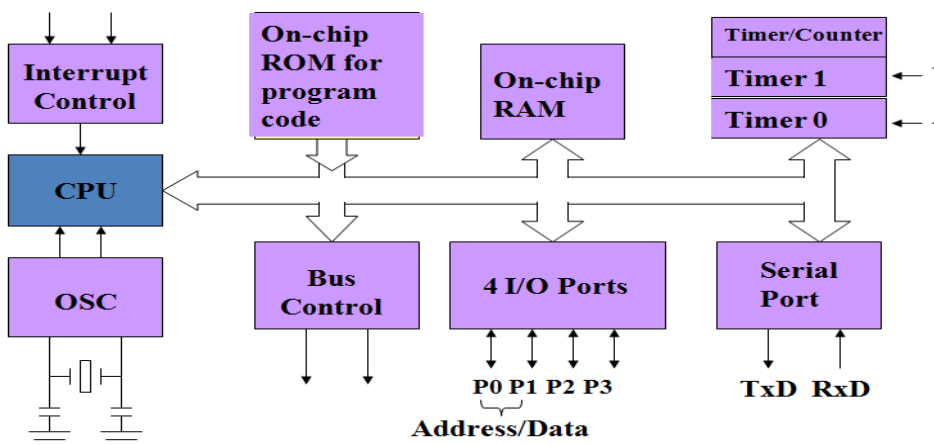 Interrupt
Control
On-chip
ROM for
program
code
On-chip
RAM
Timer/Counter
Timer 1
Timer 0
CPU
OSC
Bus
Control
4 I/O Ports
Serial
Port
P0 P1 P2 P3
Address/Data
TxD RxD